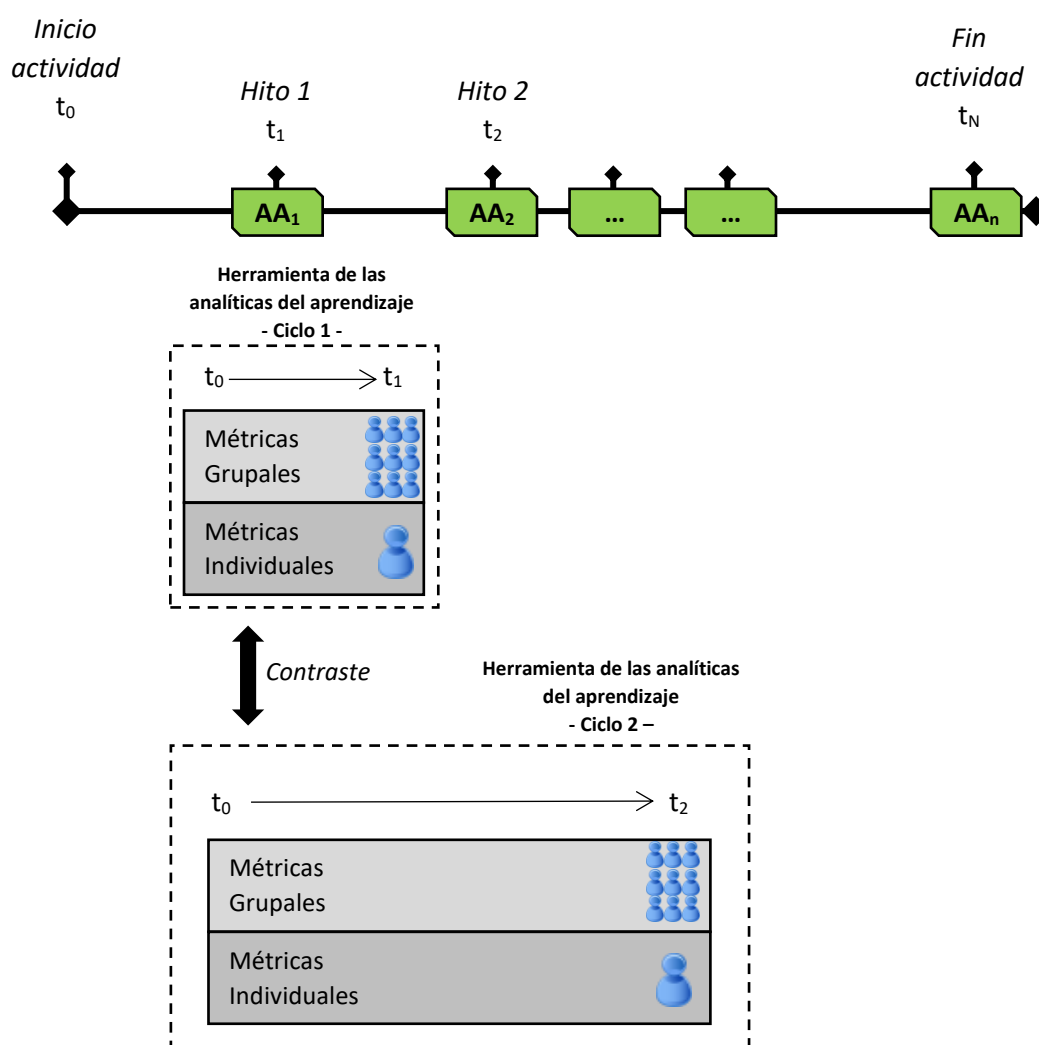 Inicio
actividad
t₀
Hito 1
t₁
Hito 2
t₂
Fin
actividad
t_N
AA₁
AA₂
...
...
AAₙ
Herramienta de las
analíticas del aprendizaje
- Ciclo 1 -
t₀
t₁
Métricas
Grupales
Métricas
Individuales
Contraste
Herramienta de las analíticas
del aprendizaje
- Ciclo 2 –
t₀
t₂
Métricas
Grupales
Métricas
Individuales